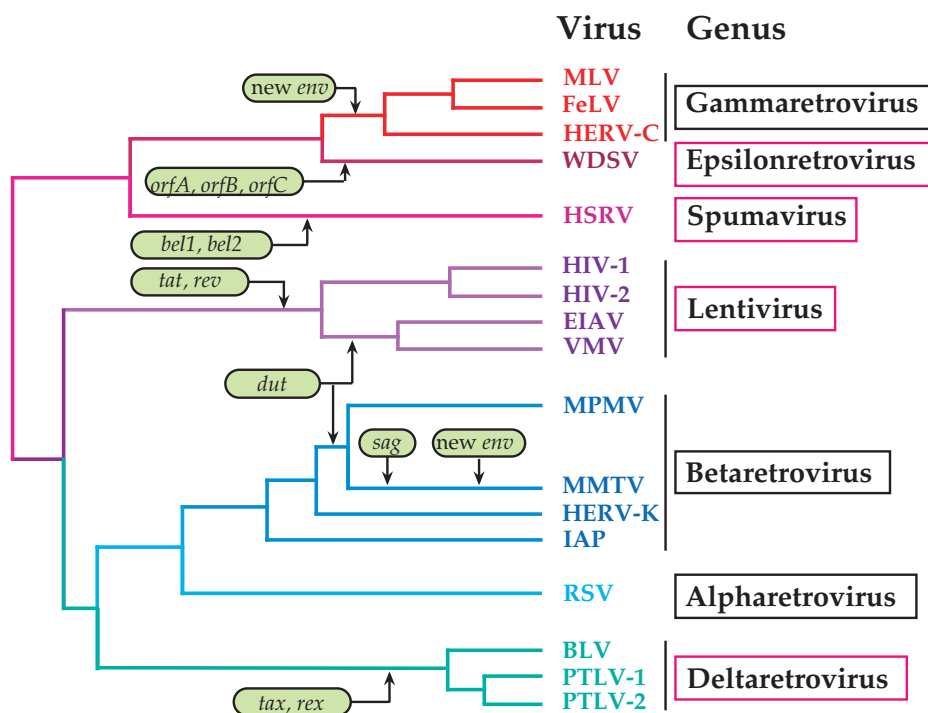 Virus Genus
new env
MLV
FeLV
HERV-C
Gammaretrovirus
WDSV
Epsilonretrovirus
orfA, orfB, orfC
HSRV
Spumavirus
bel1, bel2
tat, rev
HIV-1
HIV-2
EIAV
VMV
Lentivirus
dut
MPMV
sag
new env
MMTV
HERV-K
IAP
Betaretrovirus
RSV
Alpharetrovirus
BLV
PTLV-1
PTLV-2
Deltaretrovirus
tax, rex